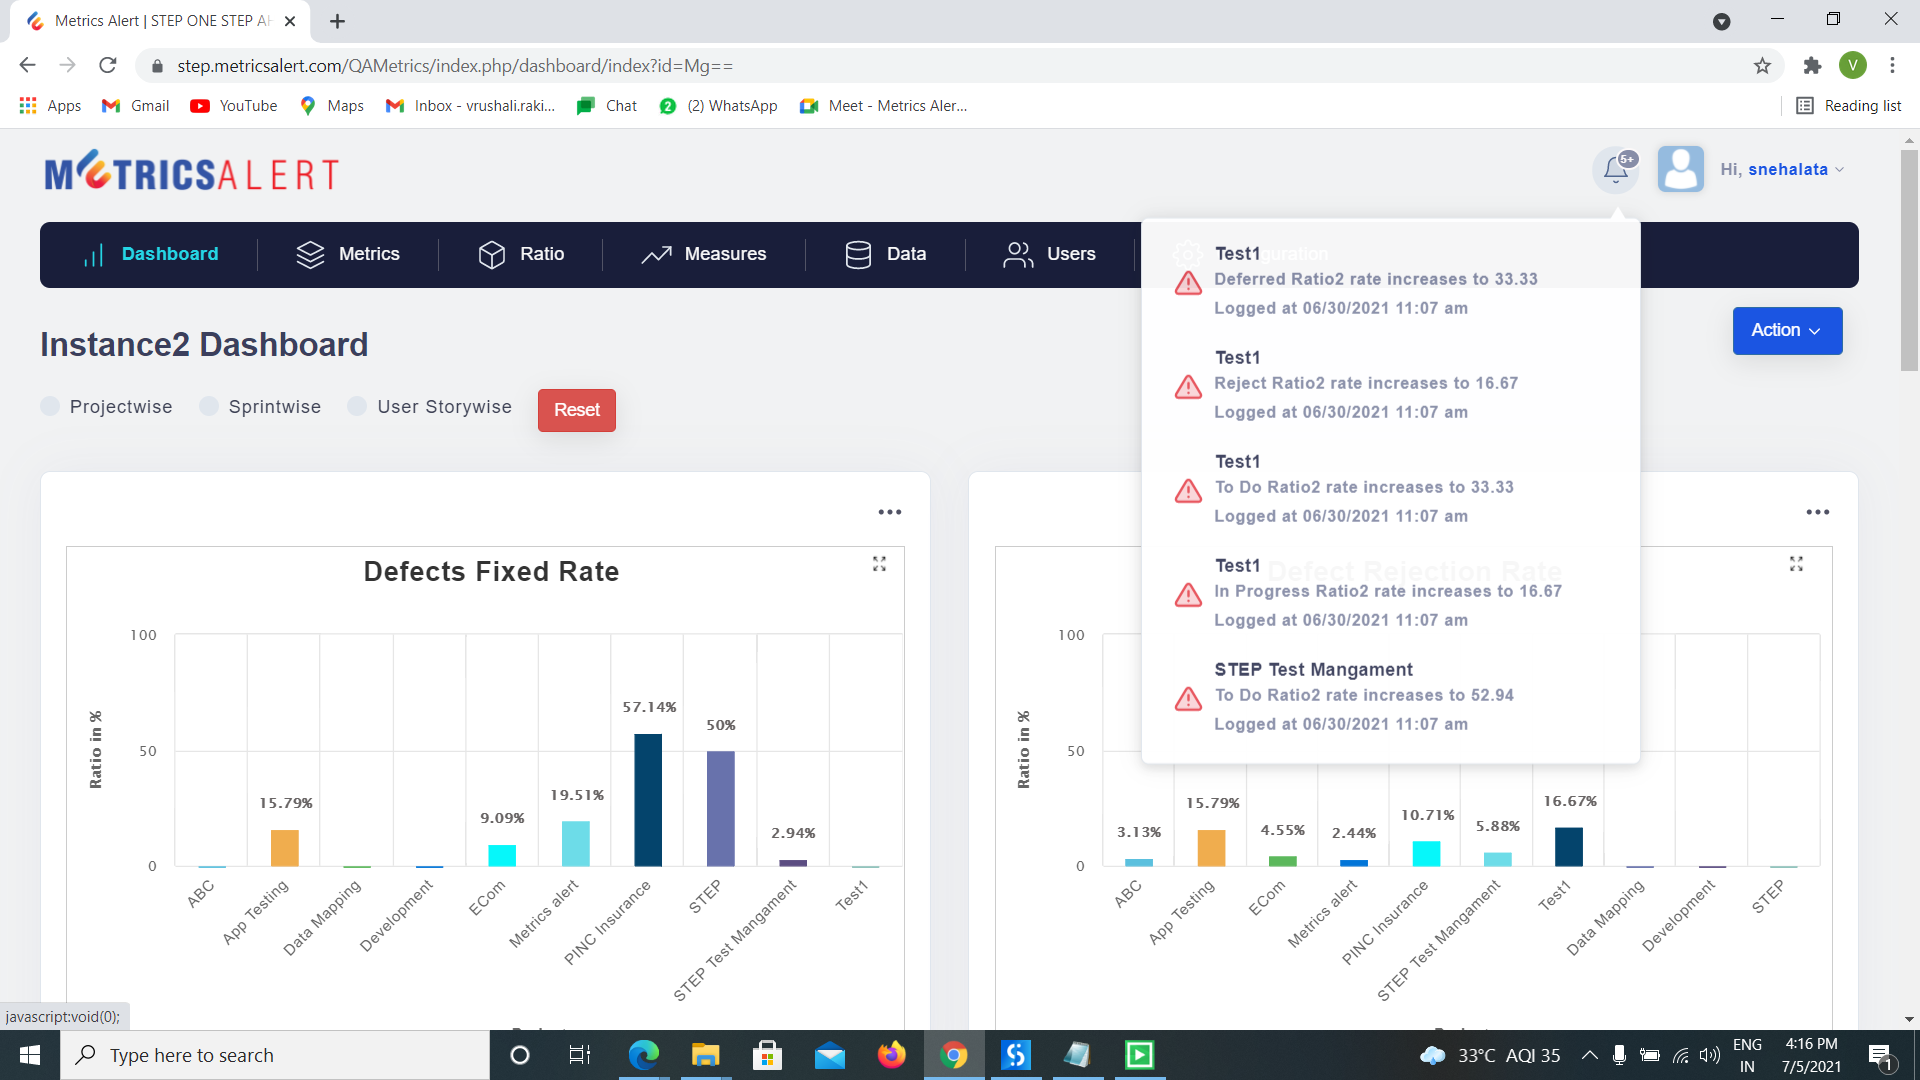 Metrics Alert | STEP ONE STEP AH
step.metricsalert.com/QAMetrics/index.php/dashboard/index?id=Mg==
V
Apps
Gmail
YouTube
Maps
Inbox - vrushali.raki...
Chat
2
(2) WhatsApp
Meet - Metrics Aler...
Reading list
METRICSALERT
5+
Hi, snehalata
Dashboard
Metrics
Ratio
Measures
Data
Users
guration
Instance2 Dashboard
Action
Projectwise
Sprintwise
User Storywise
Reset
Test1
Deferred Ratio2 rate increases to 33.33
Logged at 06/30/2021 11:07 am
Test1
Reject Ratio2 rate increases to 16.67
Logged at 06/30/2021 11:07 am
Test1
To Do Ratio2 rate increases to 33.33
Logged at 06/30/2021 11:07 am
Test1
In Progress Ratio2 rate increases to 16.67
Logged at 06/30/2021 11:07 am
STEP Test Mangament
To Do Ratio2 rate increases to 52.94
Logged at 06/30/2021 11:07 am
Defects Fixed Rate
Ratio in %
100
50
0
15.79%
9.09%
19.51%
57.14%
50%
2.94%
ABC
App Testing
Data Mapping
Development
ECom
Metrics alert
PINC Insurance
STEP
STEP Test Mangament
Test1
Defect Rejection Rate
Ratio in %
100
50
0
3.13%
15.79%
4.55%
2.44%
10.71%
5.88%
16.67%
ABC
App Testing
ECom
Metrics alert
PINC Insurance
STEP Test Mangament
Test1
Data Mapping
Development
STEP
javascript:void(0);
Type here to search
33°C AQI 35
ENG
IN
4:16 PM
7/5/2021
1